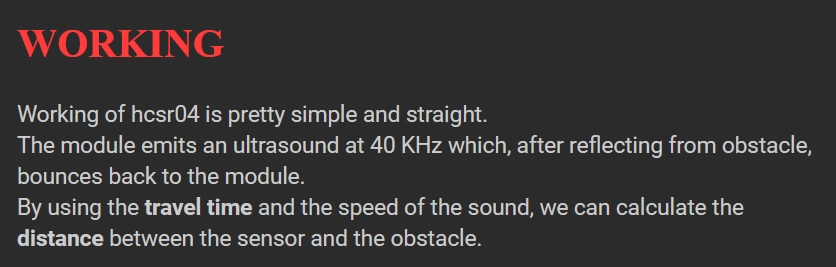 WORKING
Working of hcsr04 is pretty simple and straight.
The module emits an ultrasound at 40 KHz which, after reflecting from obstacle,
bounces back to the module.
By using the travel time and the speed of the sound, we can calculate the
distance between the sensor and the obstacle.